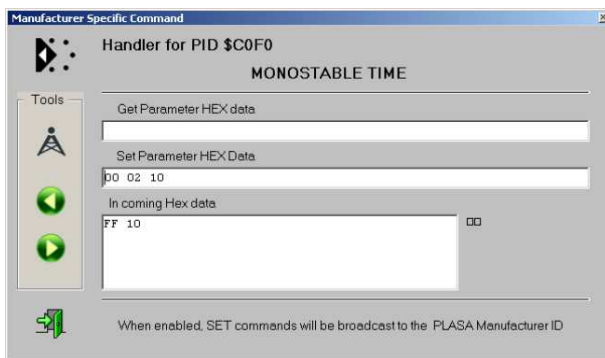 Manufacturer Specific Command
Handler for PID $C0F0
MONOSTABLE TIME
Tools
Get Parameter HEX data
Set Parameter HEX Data
00 02 10
In coming Hex data
FF 10
When enabled, SET commands will be broadcast to the PLASA Manufacturer ID